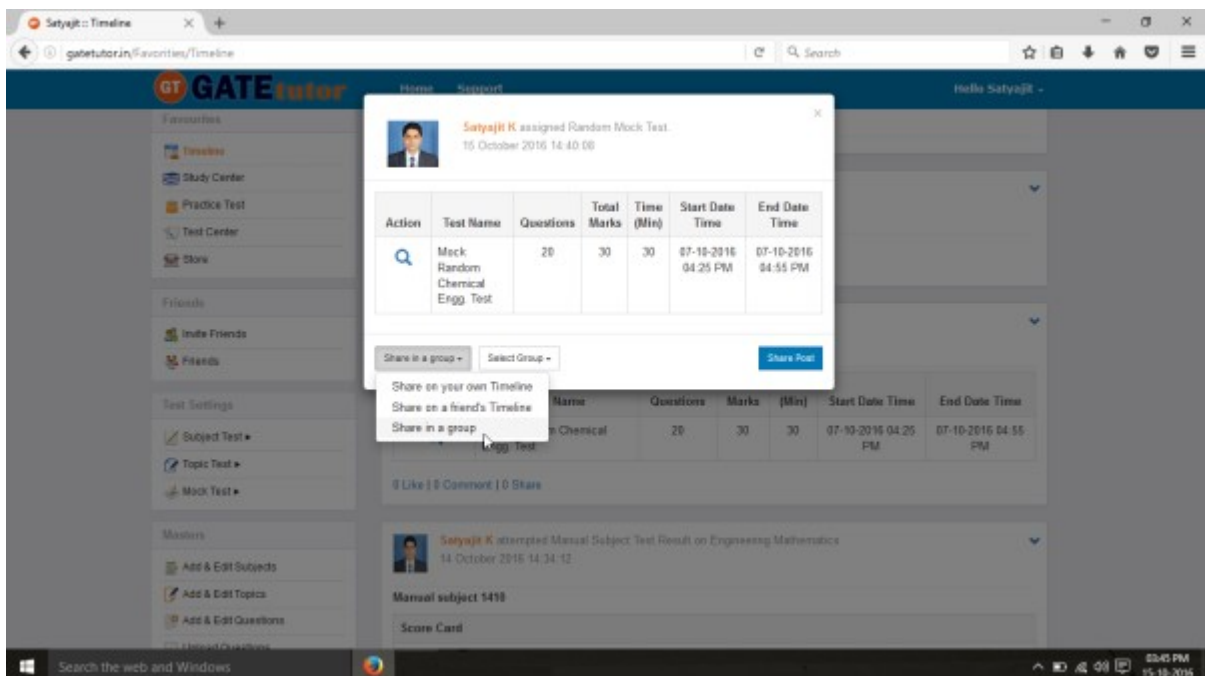 Satyajit :: Timeline
gatetutor.in/Favorities/Timeline
Search
GT GATEtutor
Home Support
Hello Satyajit
Favourites
Timeline
Study Center
Practice Test
Test Center
Store
Friends
Invite Friends
Friends
Test Settings
Subject Test
Topic Test
Mock Test
Masters
Add & Edit Subjects
Add & Edit Topics
Add & Edit Questions
Upload Questions
Satyajit K assigned Random Mock Test.
15 October 2016 14:40:08
Action Test Name Questions Total Marks Time (Min) Start Date Time End Date Time
Mock Random Chemical Engg. Test 20 30 30 07-10-2016 04:25 PM 07-10-2016 04:55 PM
Share in a group
Select Group
Share Post
Share on your own Timeline
Share on a friend's Timeline
Share in a group
Name Questions Marks (Min) Start Date Time End Date Time
Chemical 20 30 30 07-10-2016 04:25 PM 07-10-2016 04:55 PM
Engg. Test
0 Like | 0 Comment | 0 Share
Satyajit K attempted Manual Subject Test Result on Engineering Mathematics
14 October 2016 14:34:12
Manual subject 1410
Score Card
Search the web and Windows
03:45 PM
15-10-2016